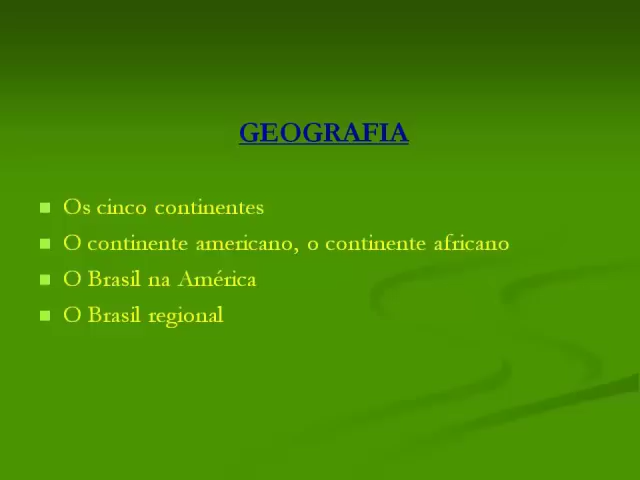 GEOGRAFIA
Os cinco continentes
O continente americano, o continente africano
O Brasil na América
O Brasil regional